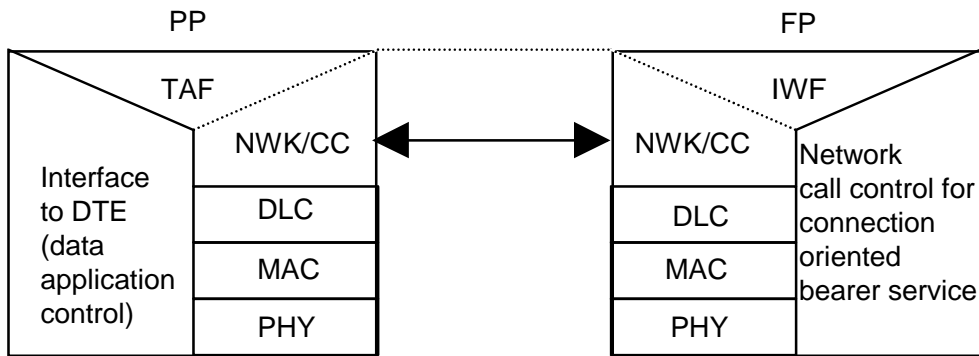 PP
FP
TAF
IWF
NWK/CC
NWK/CC
Interface
to DTE
(data
application
control)
DLC
MAC
PHY
DLC
MAC
PHY
Network
call control for
connection
oriented
bearer service